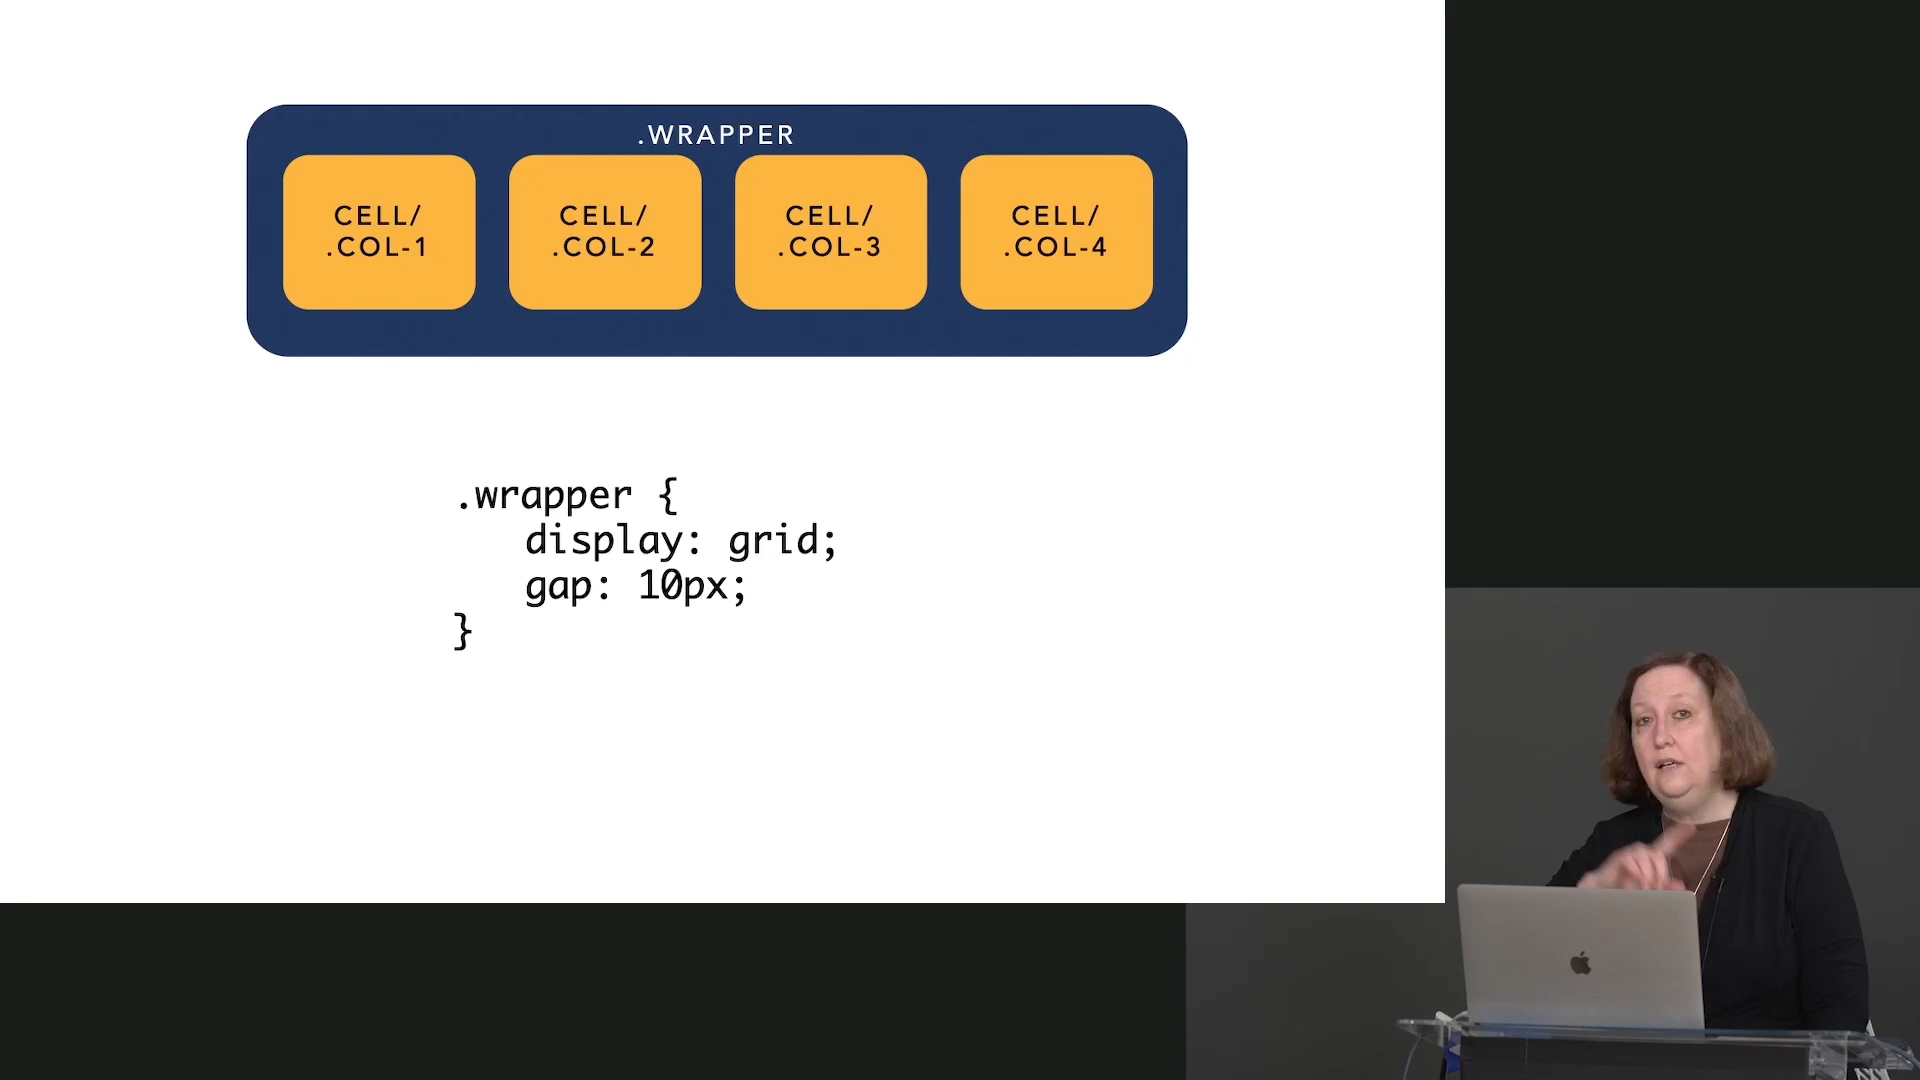 .WRAPPER
CELL/
.COL-1
CELL/
.COL-2
CELL/
.COL-3
CELL/
.COL-4
.wrapper {
display: grid;
gap: 10px;
}